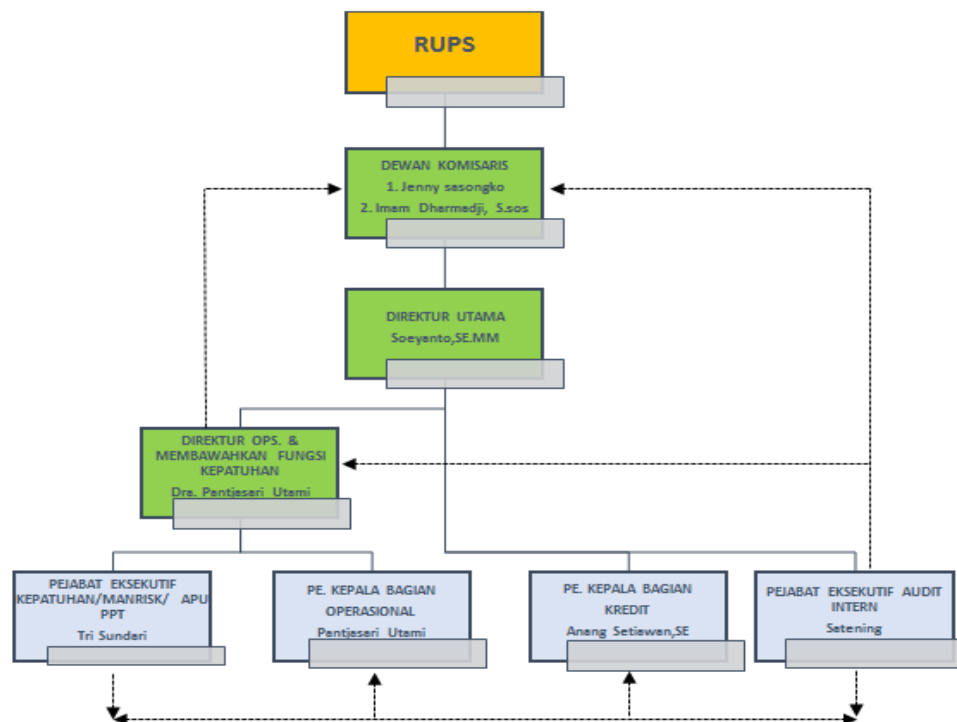 RUPS
DEWAN KOMISARIS
1. Jenny sasongko
2. Imam Dharmadji, S.sos
DIREKTUR UTAMA
Soeyanto,SE.MM
DIREKTUR OPS. &
MEMBAWAHKAN FUNGSI
KEPATUHAN
Dra. Pantjasari Utami
PEJABAT EKSEKUTIF
KEPATUHAN/MANRISK/ APU
PPT
Tri Sundari
PE. KEPALA BAGIAN
OPERASIONAL
Pantjasari Utami
PE. KEPALA BAGIAN
KREDIT
Anang Setiawan,SE
PEJABAT EKSEKUTIF AUDIT
INTERN
Satening